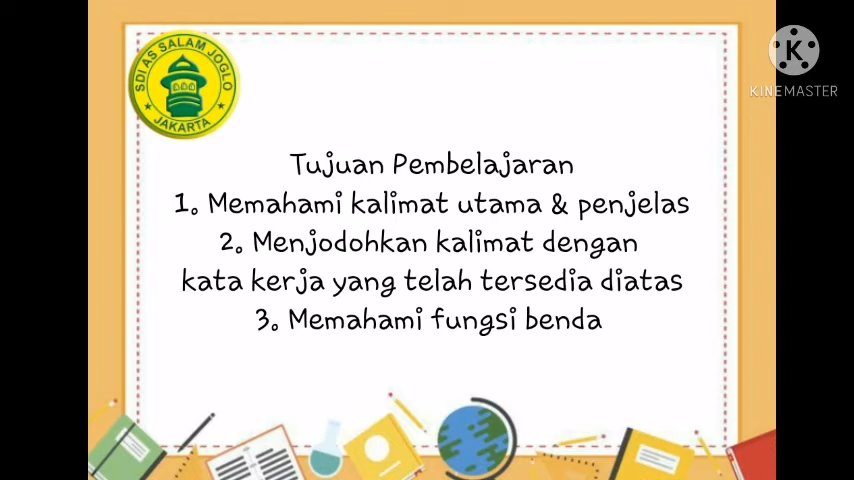 SDI AS SALAM JOGLO
JAKARTA
KINEMASTER
Tujuan Pembelajaran
1. Memahami kalimat utama & penjelas
2. Menjodohkan kalimat dengan
kata kerja yang telah tersedia diatas
3. Memahami fungsi benda